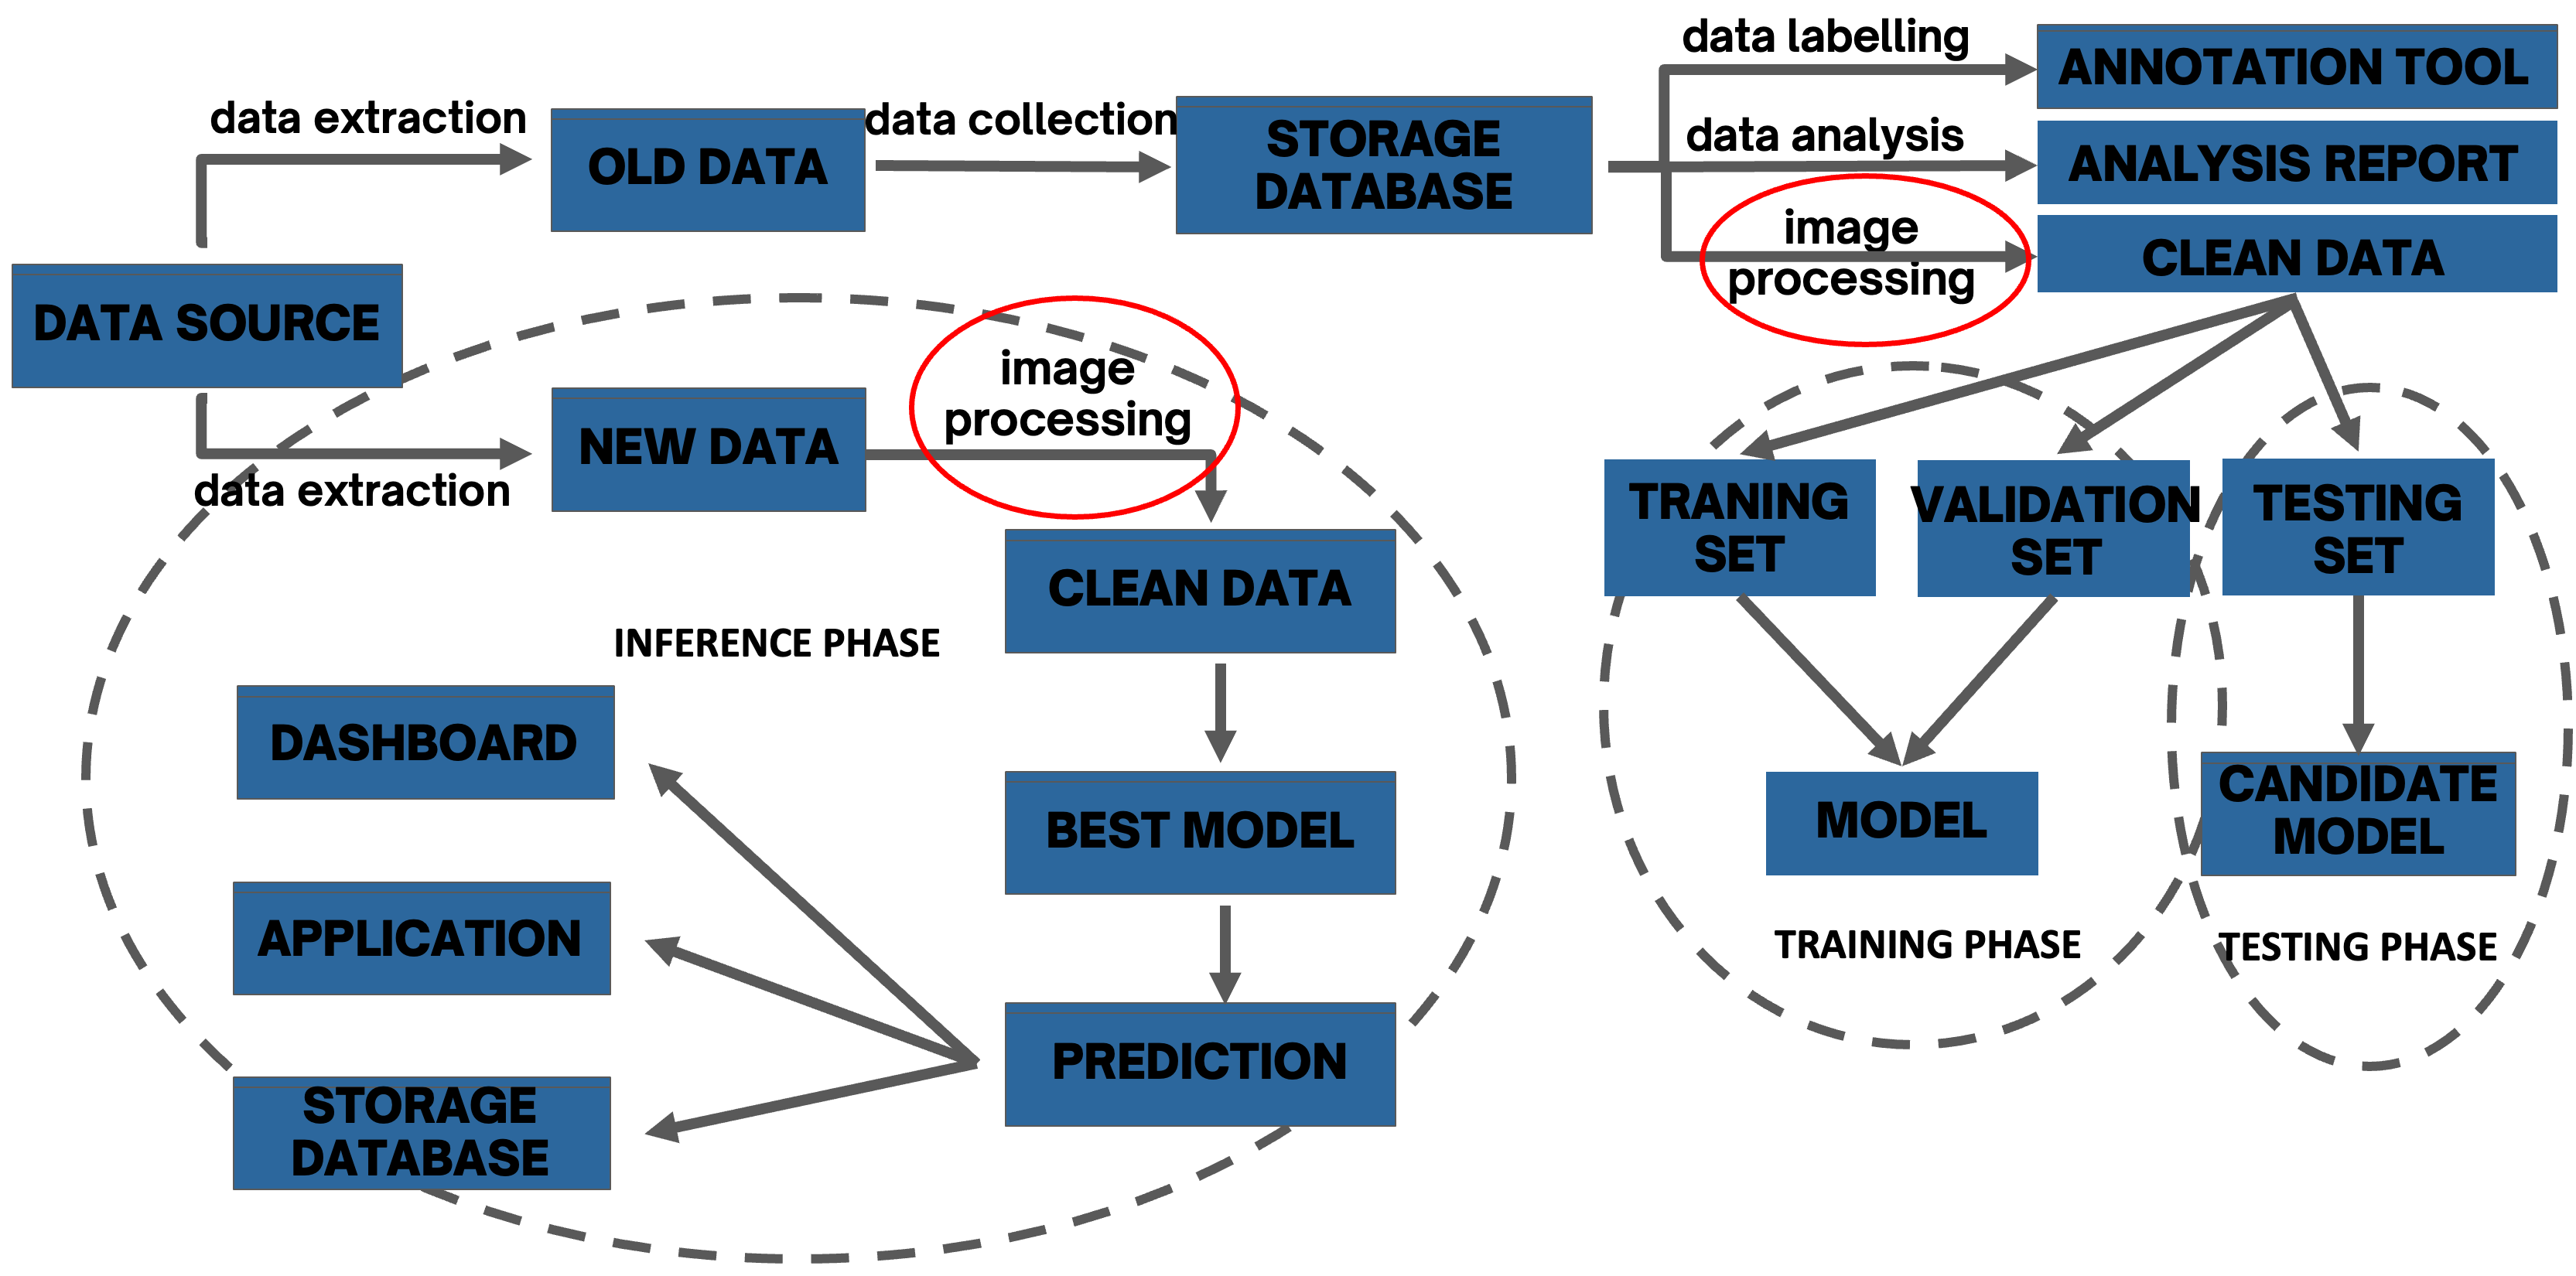 data labelling
ANNOTATION TOOL
data extraction
OLD DATA
data collection
STORAGE
DATABASE
data analysis
ANALYSIS REPORT
image
processing
CLEAN DATA
DATA SOURCE
data extraction
NEW DATA
image
processing
CLEAN DATA
INFERENCE PHASE
BEST MODEL
PREDICTION
DASHBOARD
APPLICATION
STORAGE
DATABASE
TRANING
SET
VALIDATION
SET
TESTING
SET
MODEL
CANDIDATE
MODEL
TRAINING PHASE
TESTING PHASE